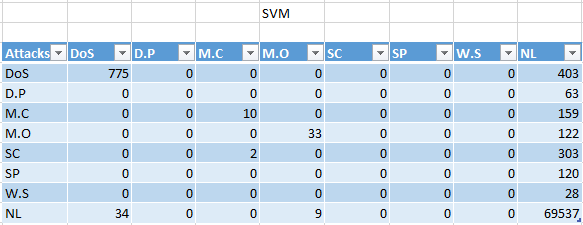 SVM
Attacks DoS D.P M.C M.O SC SP W.S NL
DoS 775 0 0 0 0 0 0 403
D.P 0 0 0 0 0 0 0 63
M.C 0 0 10 0 0 0 0 159
M.O 0 0 0 33 0 0 0 122
SC 0 0 2 0 0 0 0 303
SP 0 0 0 0 0 0 0 120
W.S 0 0 0 0 0 0 0 28
NL 34 0 0 9 0 0 0 69537